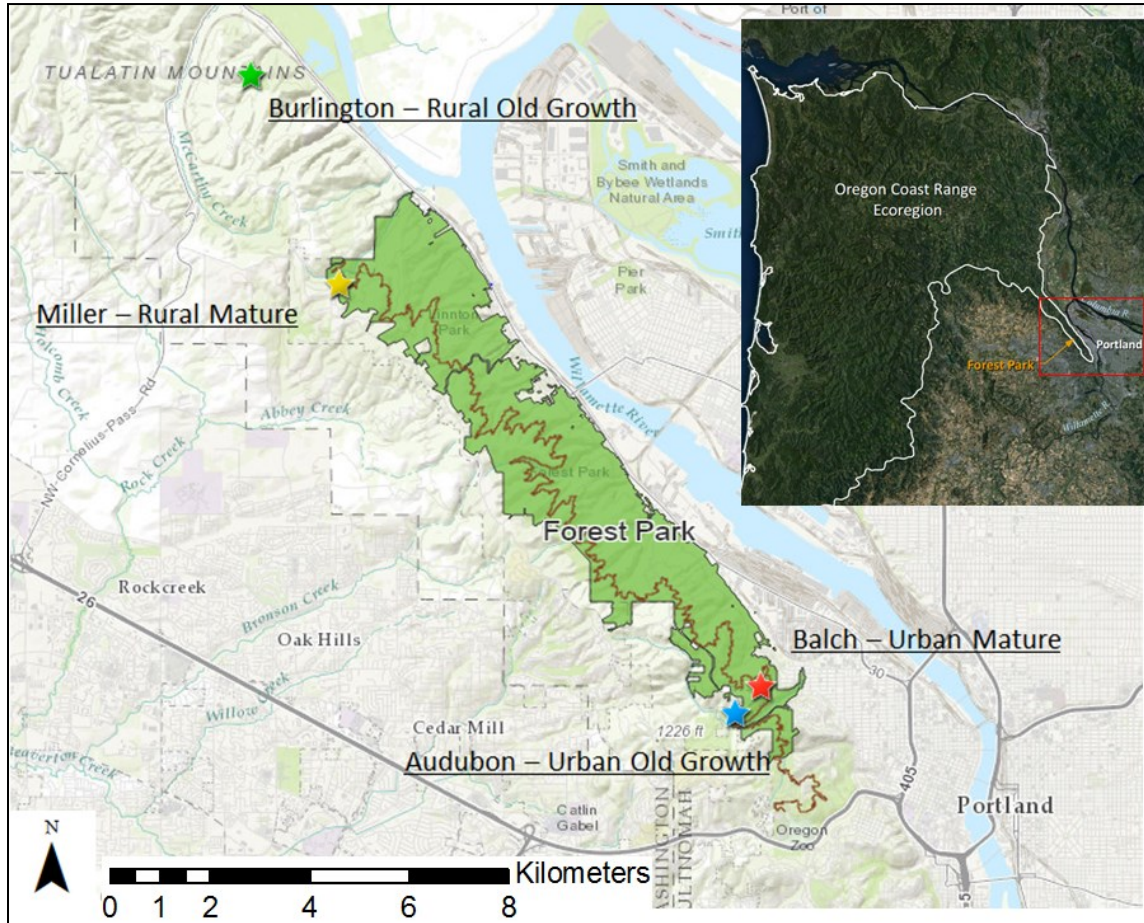 Port of
TUALATIN MOUNTAINS
Burlington – Rural Old Growth
McCarthy Creek
Smith and
Bybee Wetlands
Natural Area
Smith
Oregon Coast Range
Ecoregion
Columbia R.
Portland
Forest Park
Willamette R.
Pier
Park
Miller – Rural Mature
Linnton
Park
Holcomb Creek
NW-Cornelius-Pass-Rd
Abbey Creek
Rock Creek
Willamette River
Forest Park
Forest Park
Rockcreek
26
Bronson Creek
Oak Hills
Balch – Urban Mature
30
Willow Creek
Cedar Mill
1226 ft
Beaverton Creek
Audubon – Urban Old Growth
405
Portland
Catlin
Gabel
WASHINGTON
MULTNOMAH
Oregon
Zoo
N
Kilometers
0 1 2 4 6 8